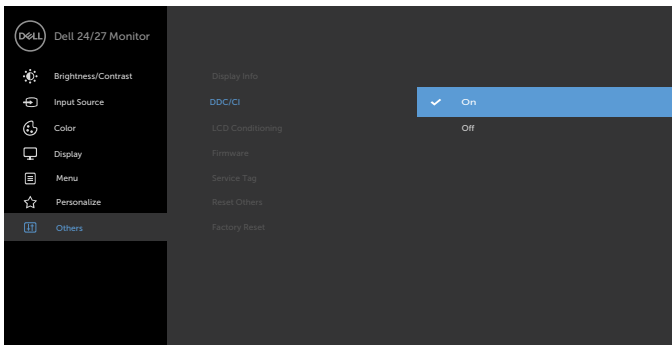 DELL Dell 24/27 Monitor
Brightness/Contrast
Input Source
Color
Display
Menu
Personalize
Others
Display Info
DDC/CI
LCD Conditioning
Firmware
Service Tag
Reset Others
Factory Reset
On
Off